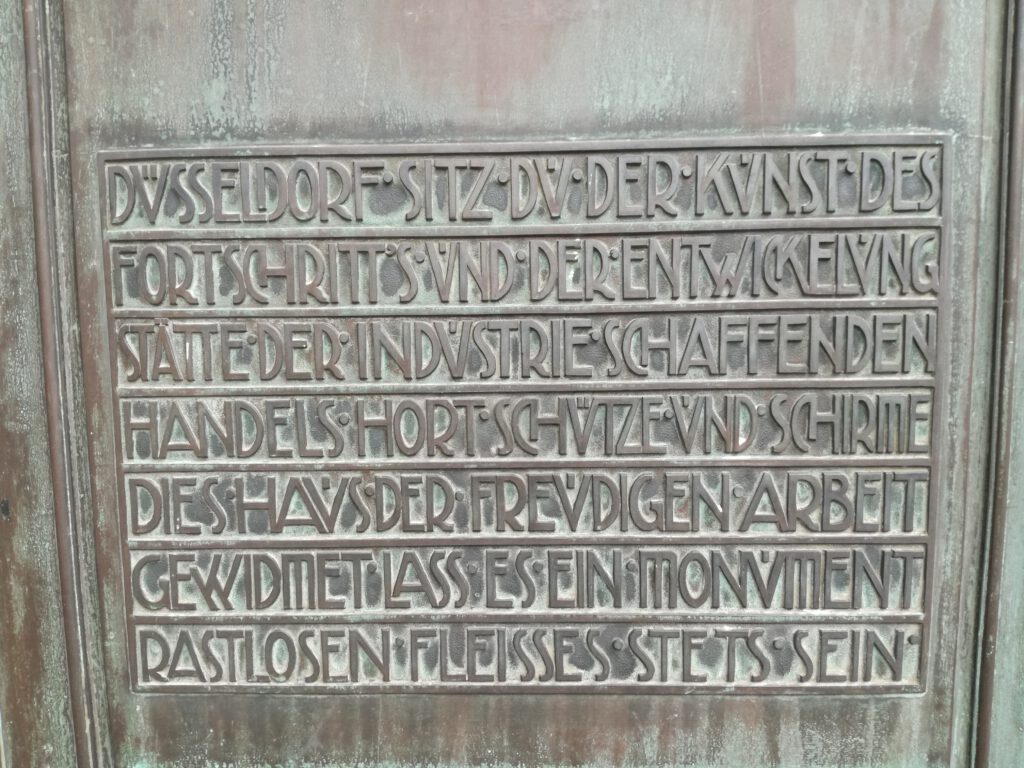 DÜSSELDORF·SITZ·DU·DER·KUNST·DES
FORTSCHRITT'S·UND·DER·ENTWICKELUNG
STÄTTE·DER·INDUSTRIE·SCHAFFENDEN
HANDELS·HORT·SCHÜTZE·UND·SCHIRME
DIES·HAUS·DER·FREUDIGEN·ARBEIT
GEWIDMET·LASS·ES·EIN·MONUMENT
RASTLOSEN·FLEISSES·STETS·SEIN·